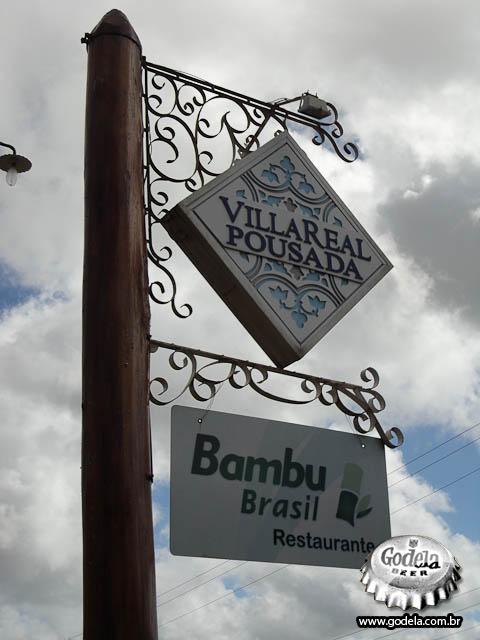 VILLAREAL
POUSADA
Bambu
Brasil
Restaurante
Godela
BEER
www.godela.com.br